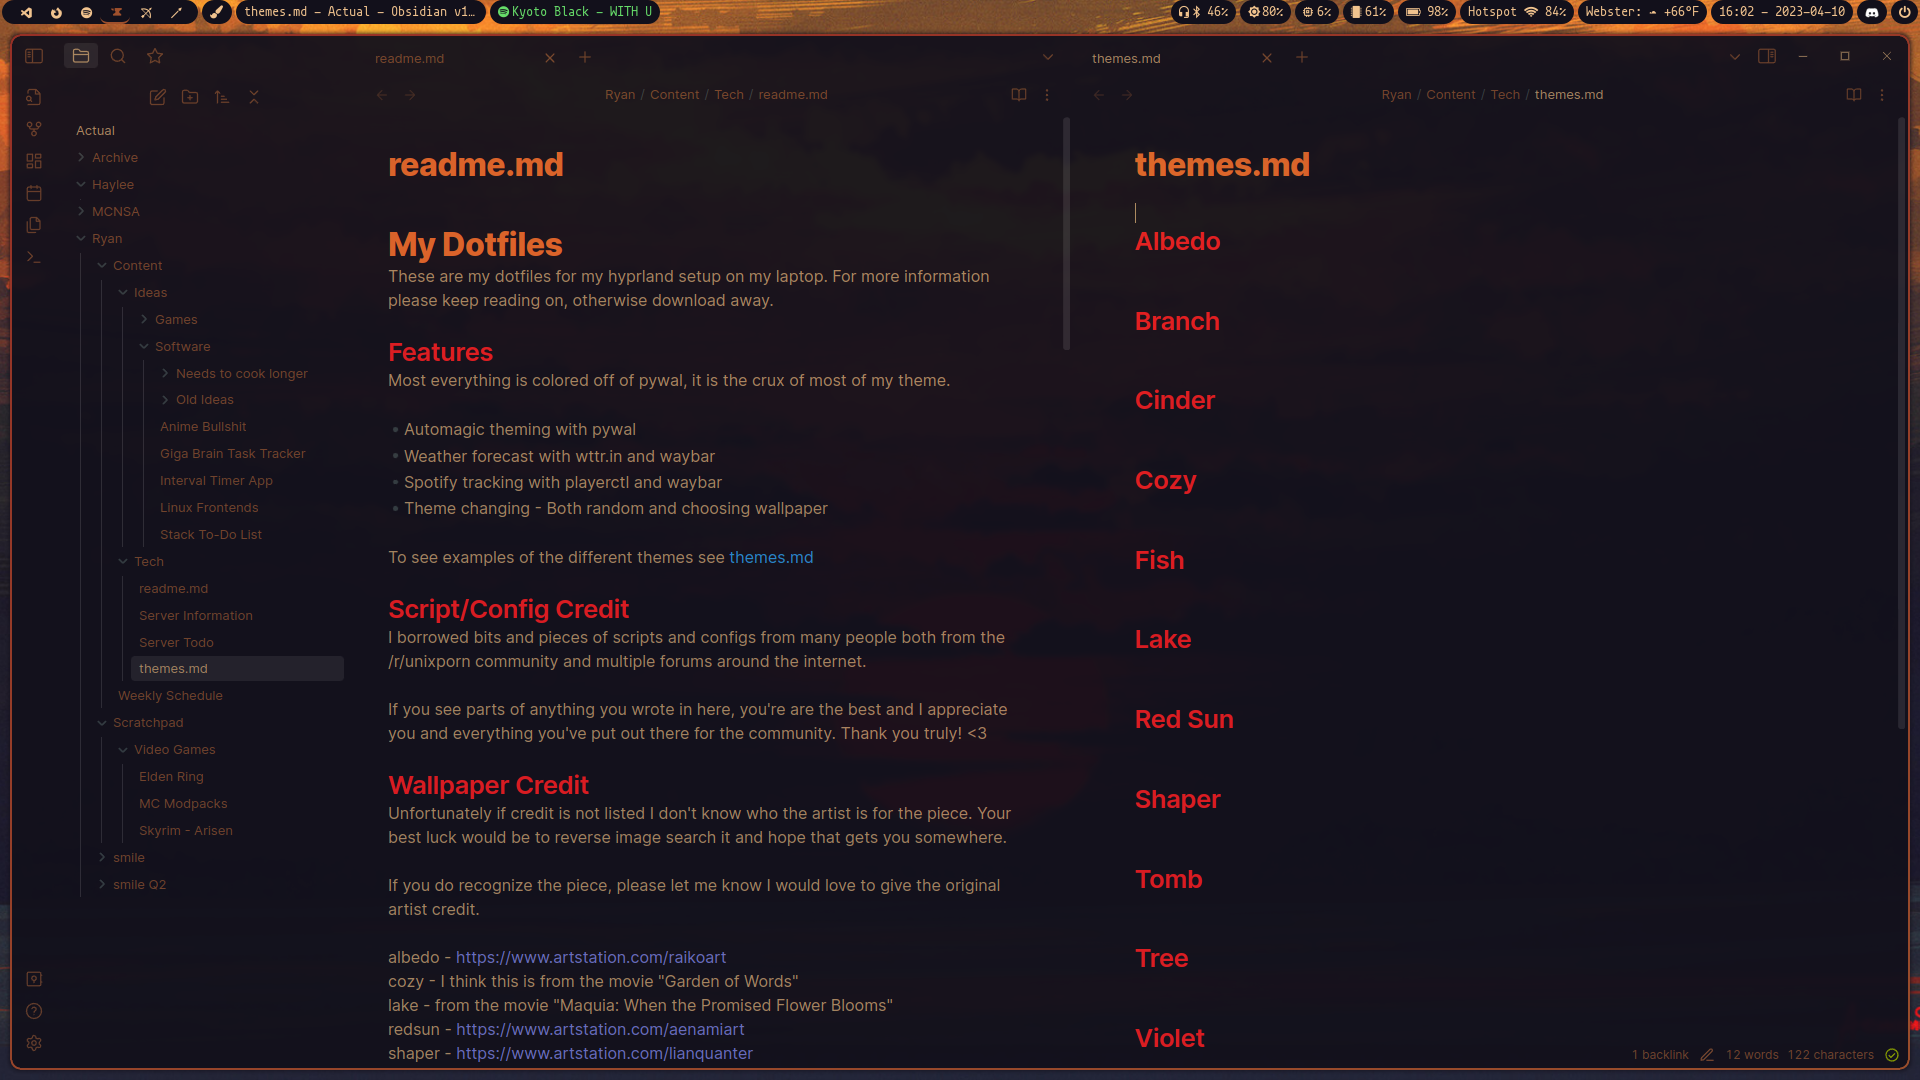 themes.md – Actual – Obsidian v1…
Kyoto Black – WITH U
46%
80%
6%
61%
98%
Hotspot 84%
Webster: +66°F
16:02 – 2023-04-10
readme.md
themes.md
Ryan / Content / Tech / readme.md
Ryan / Content / Tech / themes.md
Actual
Archive
Haylee
MCNSA
Ryan
Content
Ideas
Games
Software
Needs to cook longer
Old Ideas
Anime Bullshit
Giga Brain Task Tracker
Interval Timer App
Linux Frontends
Stack To-Do List
Tech
readme.md
Server Information
Server Todo
themes.md
Weekly Schedule
Scratchpad
Video Games
Elden Ring
MC Modpacks
Skyrim - Arisen
smile
smile Q2
readme.md
My Dotfiles
These are my dotfiles for my hyprland setup on my laptop. For more information
please keep reading on, otherwise download away.
Features
Most everything is colored off of pywal, it is the crux of most of my theme.
• Automagic theming with pywal
• Weather forecast with wttr.in and waybar
• Spotify tracking with playerctl and waybar
• Theme changing - Both random and choosing wallpaper
To see examples of the different themes see themes.md
Script/Config Credit
I borrowed bits and pieces of scripts and configs from many people both from the
/r/unixporn community and multiple forums around the internet.
If you see parts of anything you wrote in here, you're are the best and I appreciate
you and everything you've put out there for the community. Thank you truly! <3
Wallpaper Credit
Unfortunately if credit is not listed I don't know who the artist is for the piece. Your
best luck would be to reverse image search it and hope that gets you somewhere.
If you do recognize the piece, please let me know I would love to give the original
artist credit.
albedo - https://www.artstation.com/raikoart
cozy - I think this is from the movie "Garden of Words"
lake - from the movie "Maquia: When the Promised Flower Blooms"
redsun - https://www.artstation.com/aenamiart
shaper - https://www.artstation.com/lianquanter
themes.md
Albedo
Branch
Cinder
Cozy
Fish
Lake
Red Sun
Shaper
Tomb
Tree
Violet
1 backlink 12 words 122 characters